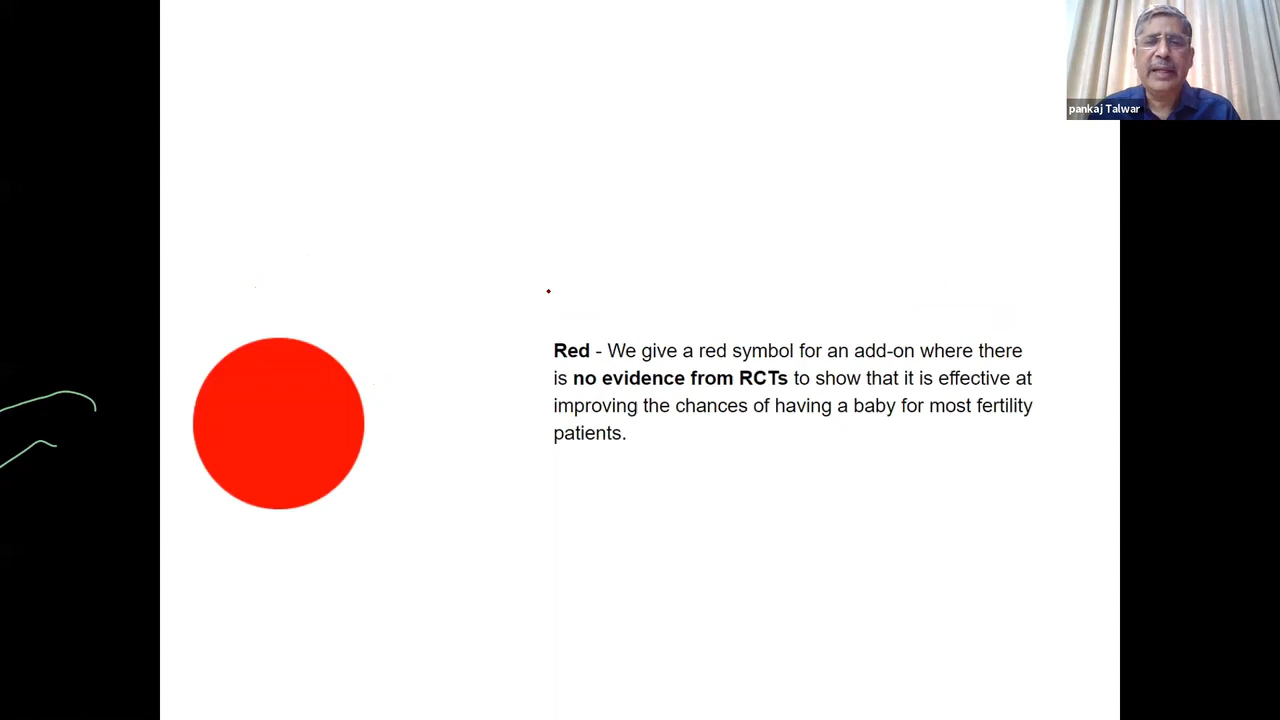 pankaj Talwar
Red - We give a red symbol for an add-on where there
is no evidence from RCTs to show that it is effective at
improving the chances of having a baby for most fertility
patients.